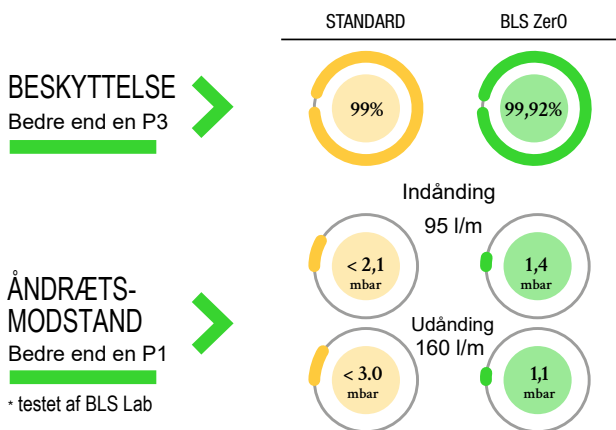 STANDARD BLS Zer0
BESKYTTELSE
Bedre end en P3
99% 99,92%
Indånding
95 l/m
ÅNDRÆTS-
MODSTAND
Bedre end en P1
* testet af BLS Lab
< 2,1
mbar
1,4
mbar
Udånding
160 l/m
< 3.0
mbar
1,1
mbar